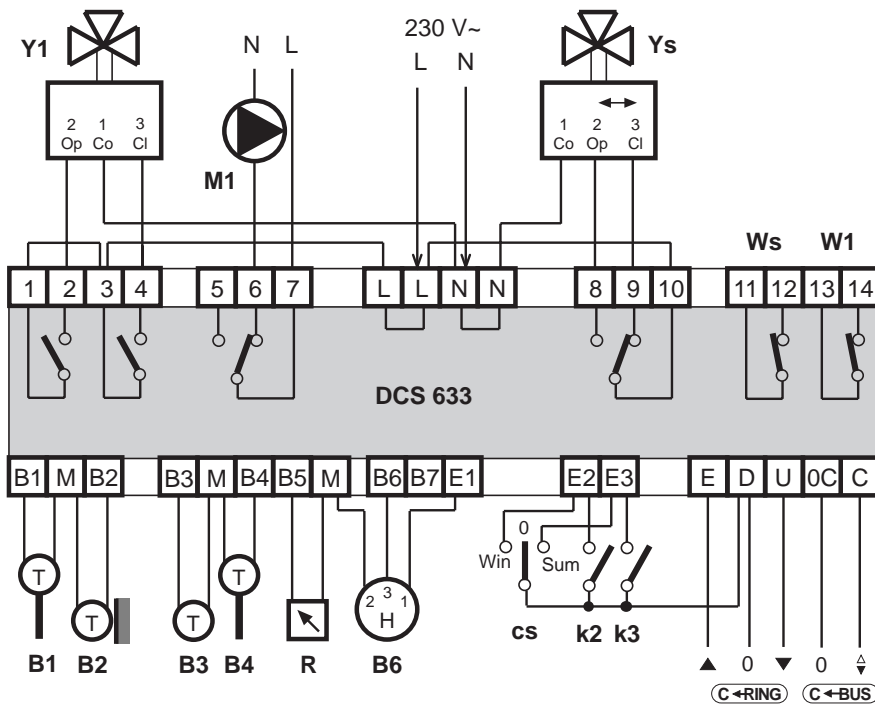 230 V~
Y1 N L L N Ys
2 1 3 1 2 3
Op Co Cl Co Op Cl
M1
Ws W1
1 2 3 4 5 6 7 L L N N 8 9 10 11 12 13 14
DCS 633
B1 M B2 B3 M B4 B5 M B6 B7 E1 E2 E3 E D U 0C C
0
Win Sum
T T T T 2 3 1
H
cs k2 k3
B1 B2 B3 B4 R B6
0 0
C RING C BUS